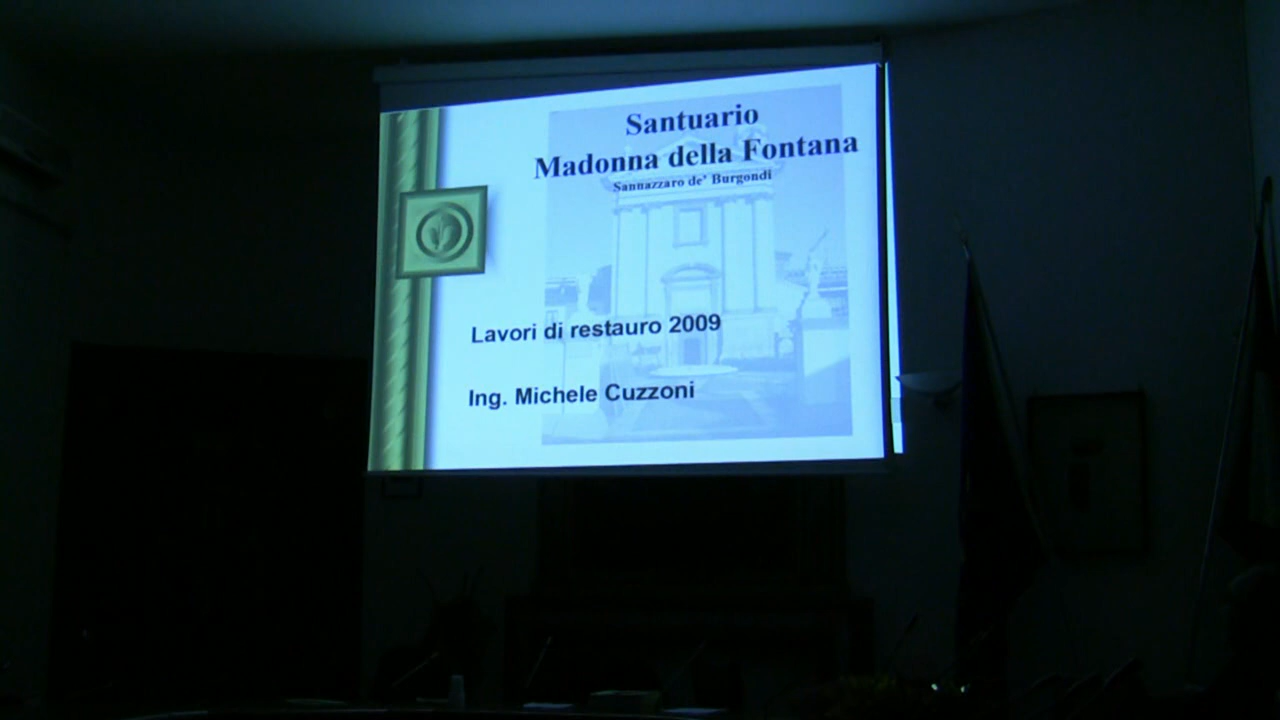 Santuario
Madonna della Fontana
Sannazzaro de' Burgondi
Lavori di restauro 2009
Ing. Michele Cuzzoni